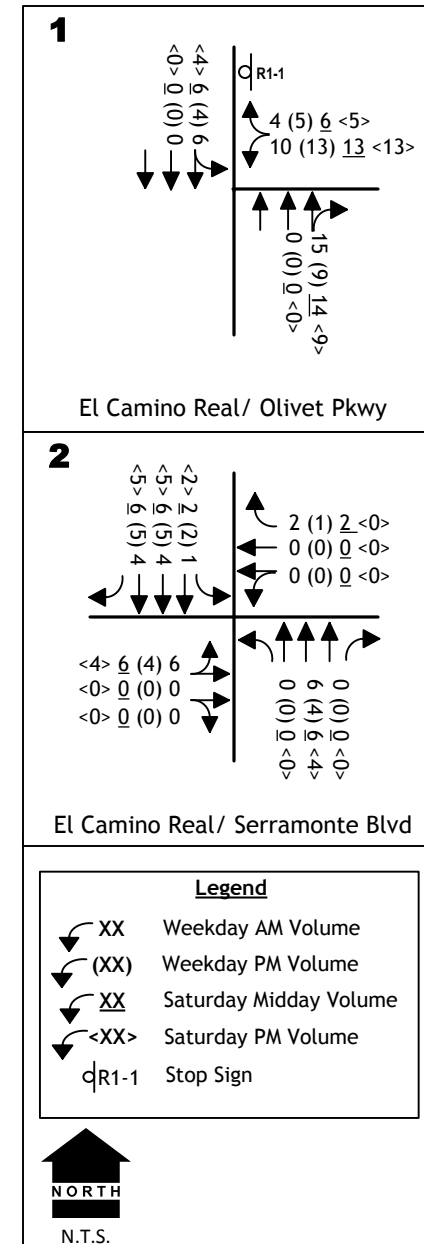 1
<0> 0 (0) 0
<4> 6 (4) 6
R1-1
4 (5) 6 <5>
10 (13) 13 <13>
0 (0) 0 <0>
15 (9) 14 <9>
El Camino Real/ Olivet Pkwy
2
<5> 6 (5) 4
<5> 6 (5) 4
<2> 2 (2) 1
2 (1) 2 <0>
0 (0) 0 <0>
0 (0) 0 <0>
<4> 6 (4) 6
<0> 0 (0) 0
<0> 0 (0) 0
0 (0) 0 <0>
6 (4) 6 <4>
0 (0) 0 <0>
El Camino Real/ Serramonte Blvd
Legend
XX Weekday AM Volume
(XX) Weekday PM Volume
XX Saturday Midday Volume
<XX> Saturday PM Volume
R1-1 Stop Sign
NORTH
N.T.S.